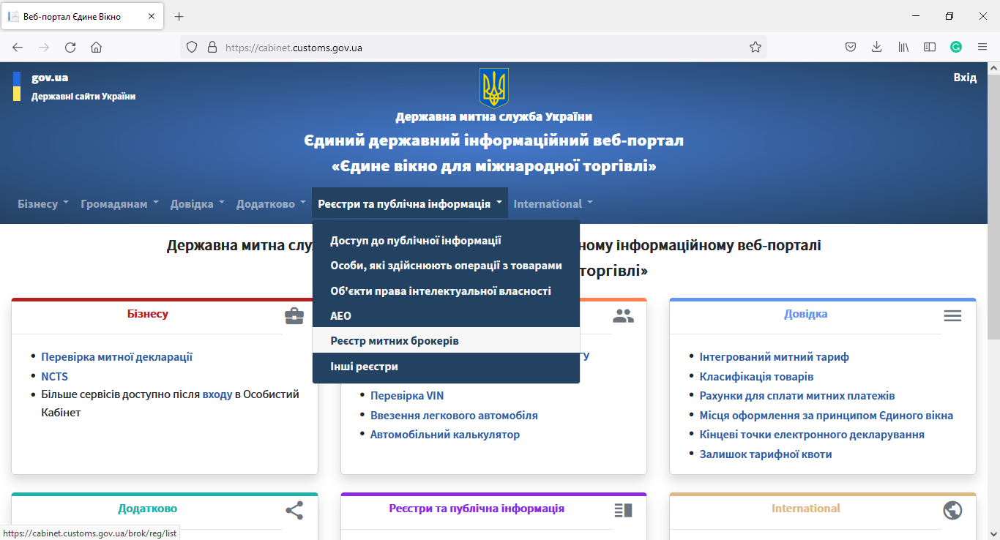 Веб-портал Єдине Вікно
https://cabinet.customs.gov.ua
gov.ua
Державні сайти України
Вхід
Державна митна служба України
Єдиний державний інформаційний веб-портал
«Єдине вікно для міжнародної торгівлі»
Бізнесу Громадянам Довідка Додатково Реєстри та публічна інформація International
Доступ до публічної інформації
Особи, які здійснюють операції з товарами
Об'єкти права інтелектуальної власності
АЕО
Реєстр митних брокерів
Інші реєстри
Державна митна
ному інформаційному веб-порталі
торгівлі»
Бізнесу
Перевірка митної декларації
NCTS
Більше сервісів доступно після входу в Особистий
Кабінет
Перевірка VIN
Ввезення легкового автомобіля
Автомобільний калькулятор
Довідка
Інтегрований митний тариф
Класифікація товарів
Рахунки для сплати митних платежів
Місця оформлення за принципом Єдиного вікна
Кінцеві точки електронного декларування
Залишок тарифної квоти
Додатково
Реєстри та публічна інформація
International
https://cabinet.customs.gov.ua/brok/reg/list